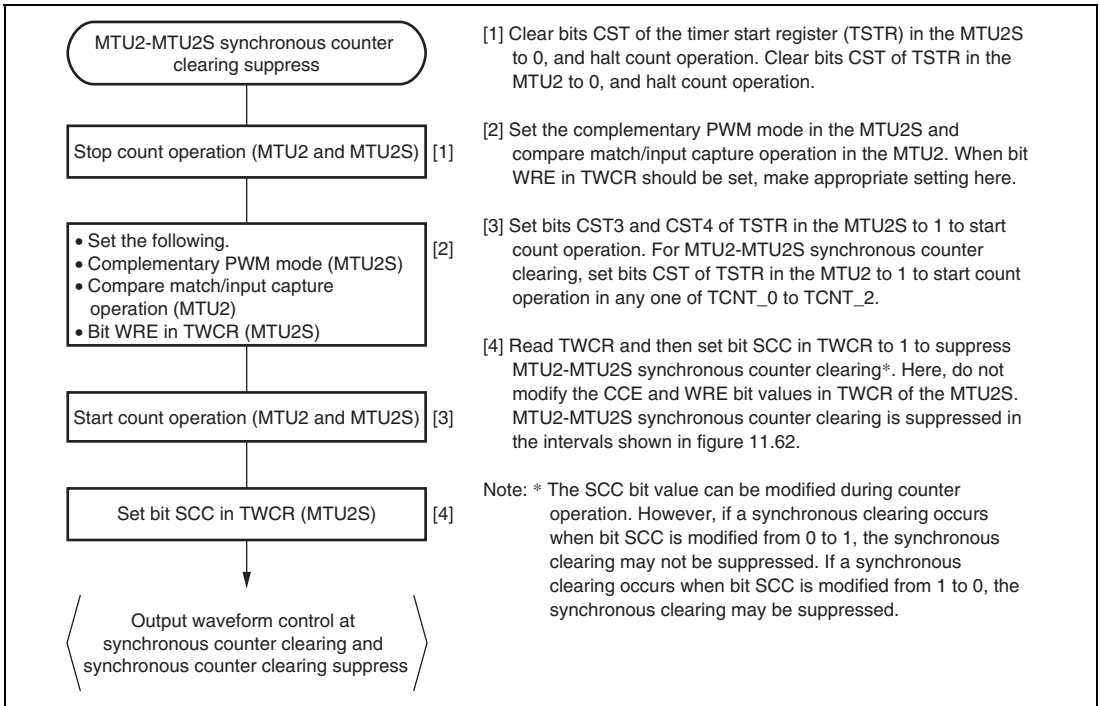 MTU2-MTU2S synchronous counter
clearing suppress
Stop count operation (MTU2 and MTU2S)
[1]
• Set the following.
• Complementary PWM mode (MTU2S)
• Compare match/input capture
operation (MTU2)
• Bit WRE in TWCR (MTU2S)
[2]
Start count operation (MTU2 and MTU2S)
[3]
Set bit SCC in TWCR (MTU2S)
[4]
Output waveform control at
synchronous counter clearing and
synchronous counter clearing suppress
[1] Clear bits CST of the timer start register (TSTR) in the MTU2S
to 0, and halt count operation. Clear bits CST of TSTR in the
MTU2 to 0, and halt count operation.
[2] Set the complementary PWM mode in the MTU2S and
compare match/input capture operation in the MTU2. When bit
WRE in TWCR should be set, make appropriate setting here.
[3] Set bits CST3 and CST4 of TSTR in the MTU2S to 1 to start
count operation. For MTU2-MTU2S synchronous counter
clearing, set bits CST of TSTR in the MTU2 to 1 to start count
operation in any one of TCNT_0 to TCNT_2.
[4] Read TWCR and then set bit SCC in TWCR to 1 to suppress
MTU2-MTU2S synchronous counter clearing*. Here, do not
modify the CCE and WRE bit values in TWCR of the MTU2S.
MTU2-MTU2S synchronous counter clearing is suppressed in
the intervals shown in figure 11.62.
Note: * The SCC bit value can be modified during counter
operation. However, if a synchronous clearing occurs
when bit SCC is modified from 0 to 1, the synchronous
clearing may not be suppressed. If a synchronous
clearing occurs when bit SCC is modified from 1 to 0, the
synchronous clearing may be suppressed.